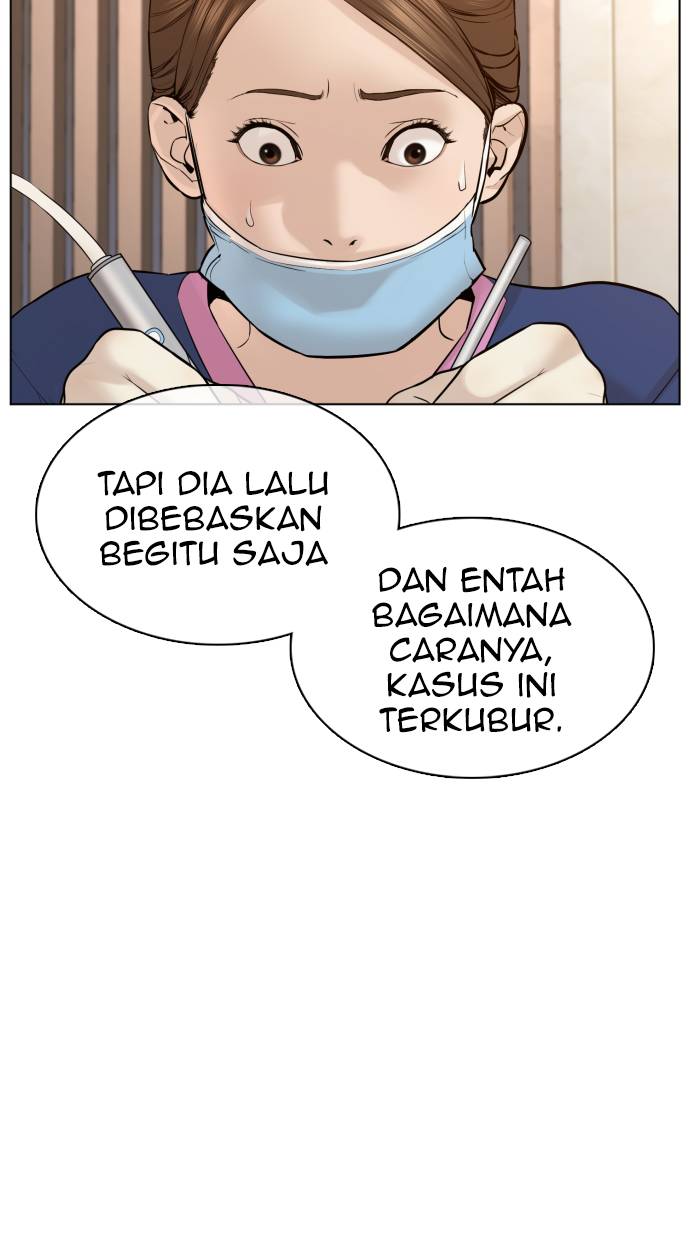 TAPI DIA LALU
DIBEBASKAN
BEGITU SAJA
DAN ENTAH
BAGAIMANA
CARANYA,
KASUS INI
TERKUBUR.